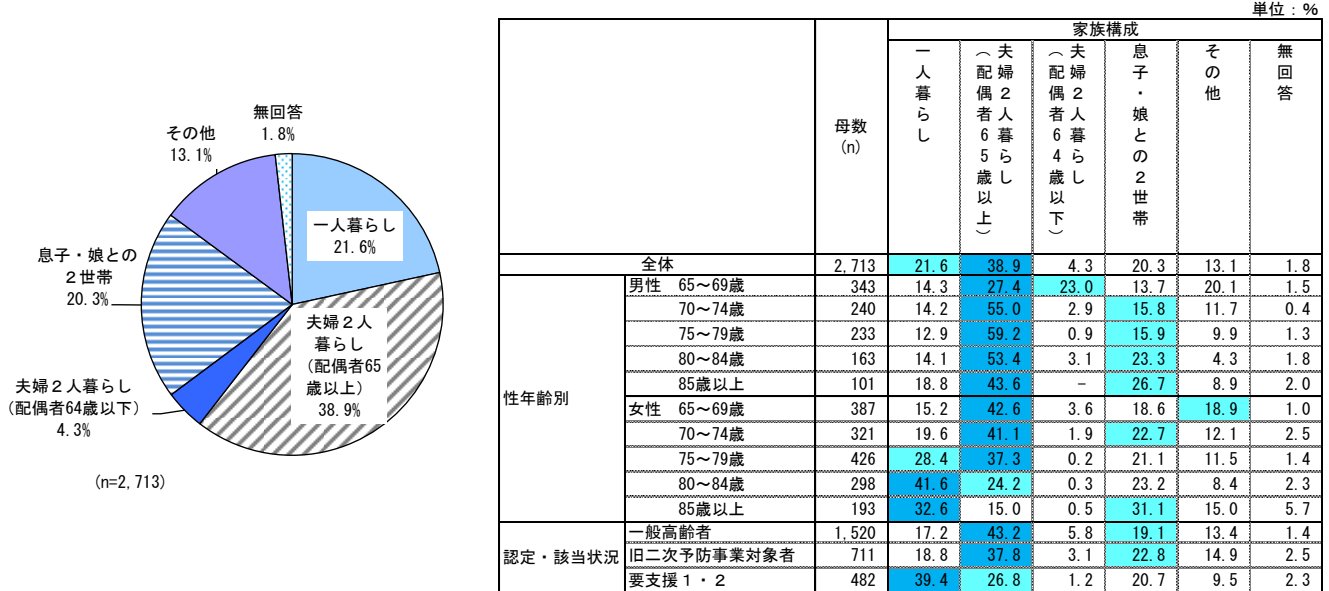 無回答
1.8%
その他
13.1%
一人暮らし
21.6%
息子・娘との
２世帯
20.3%
夫婦２人
暮らし
（配偶者65
歳以上）
38.9%
夫婦２人暮らし
（配偶者64歳以下）
4.3%
(n=2,713)
単位：％
母数
(n)
家族構成
一人暮らし
夫婦２人暮らし
（配偶者６５歳以上）
夫婦２人暮らし
（配偶者６４歳以下）
息子・娘との２世帯
その他
無回答
全体 2,713 21.6 38.9 4.3 20.3 13.1 1.8
性年齢別
男性 65～69歳 343 14.3 27.4 23.0 13.7 20.1 1.5
70～74歳 240 14.2 55.0 2.9 15.8 11.7 0.4
75～79歳 233 12.9 59.2 0.9 15.9 9.9 1.3
80～84歳 163 14.1 53.4 3.1 23.3 4.3 1.8
85歳以上 101 18.8 43.6 － 26.7 8.9 2.0
女性 65～69歳 387 15.2 42.6 3.6 18.6 18.9 1.0
70～74歳 321 19.6 41.1 1.9 22.7 12.1 2.5
75～79歳 426 28.4 37.3 0.2 21.1 11.5 1.4
80～84歳 298 41.6 24.2 0.3 23.2 8.4 2.3
85歳以上 193 32.6 15.0 0.5 31.1 15.0 5.7
認定・該当状況
一般高齢者 1,520 17.2 43.2 5.8 19.1 13.4 1.4
旧二次予防事業対象者 711 18.8 37.8 3.1 22.8 14.9 2.5
要支援１・２ 482 39.4 26.8 1.2 20.7 9.5 2.3